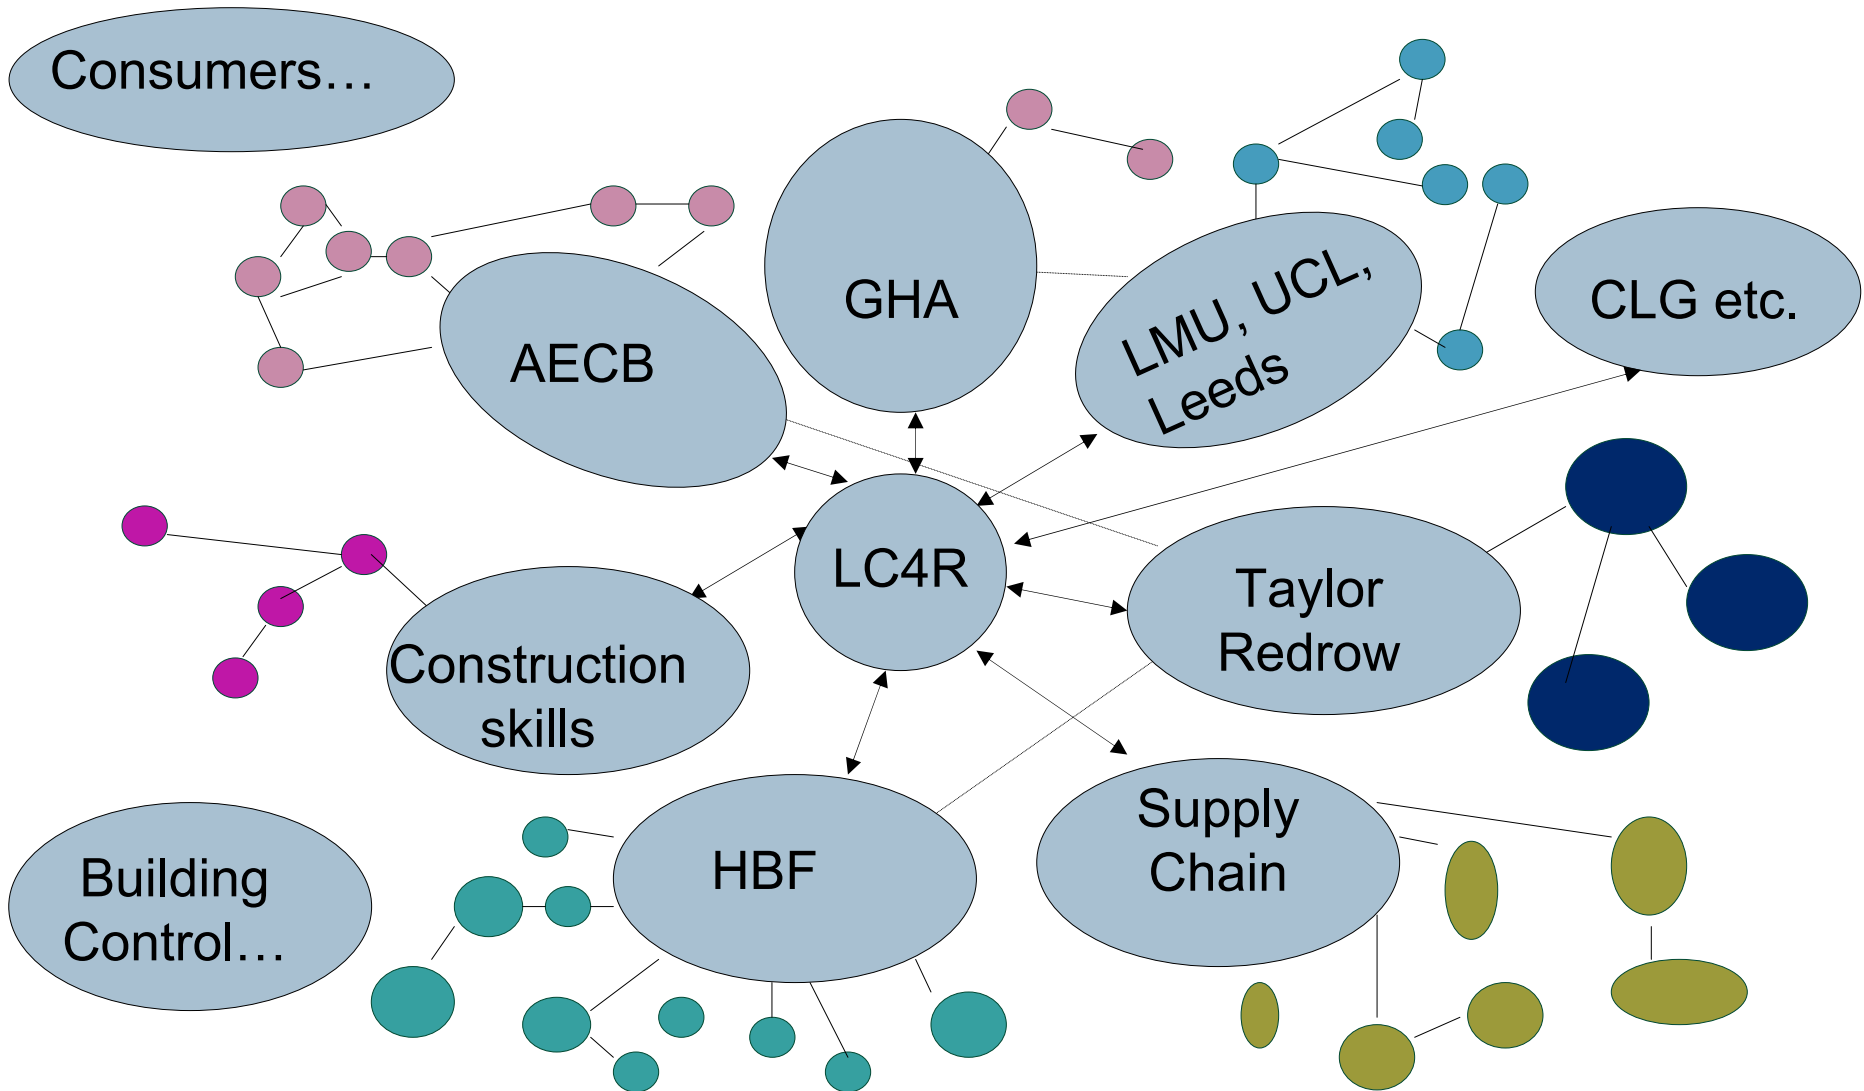 Consumers…
GHA
LMU, UCL,
Leeds
CLG etc.
AECB
LC4R
Taylor
Redrow
Construction
skills
Supply
Chain
HBF
Building
Control…